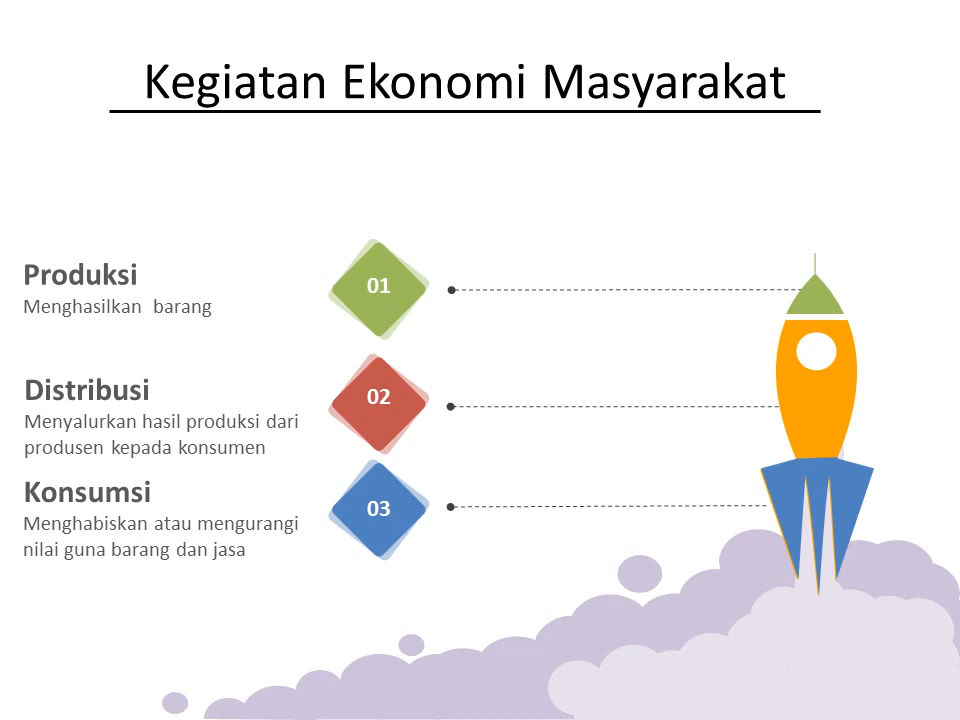 Kegiatan Ekonomi Masyarakat
Produksi
Menghasilkan barang
01
Distribusi
Menyalurkan hasil produksi dari
produsen kepada konsumen
02
Konsumsi
Menghabiskan atau mengurangi
nilai guna barang dan jasa
03